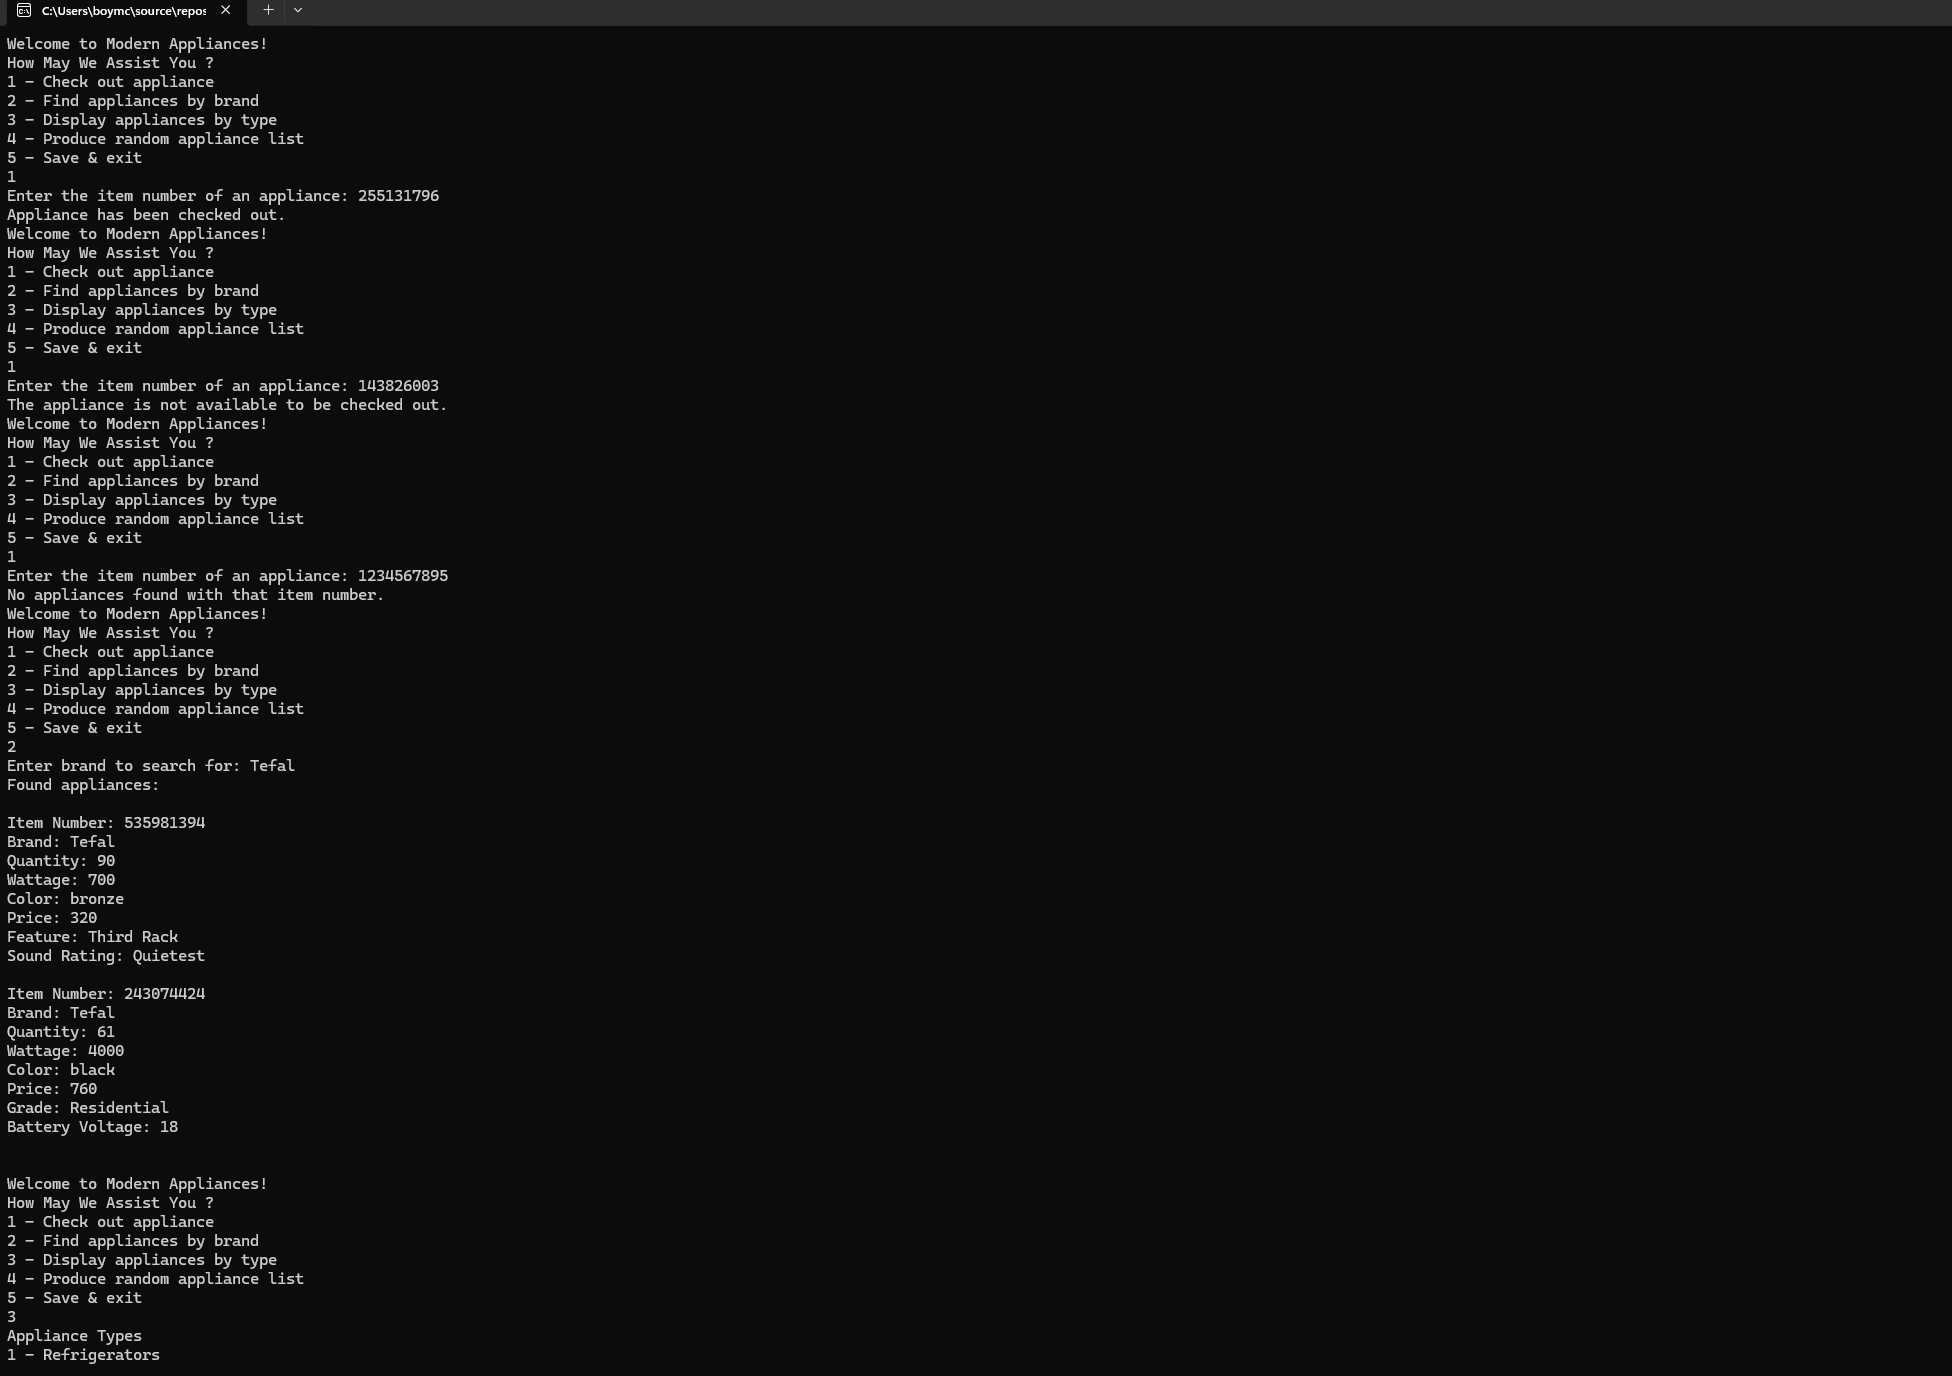 C:\Users\boymc\source\repos
Welcome to Modern Appliances!
How May We Assist You ?
1 – Check out appliance
2 – Find appliances by brand
3 – Display appliances by type
4 – Produce random appliance list
5 – Save & exit
1
Enter the item number of an appliance: 255131796
Appliance has been checked out.
Welcome to Modern Appliances!
How May We Assist You ?
1 – Check out appliance
2 – Find appliances by brand
3 – Display appliances by type
4 – Produce random appliance list
5 – Save & exit
1
Enter the item number of an appliance: 143826003
The appliance is not available to be checked out.
Welcome to Modern Appliances!
How May We Assist You ?
1 – Check out appliance
2 – Find appliances by brand
3 – Display appliances by type
4 – Produce random appliance list
5 – Save & exit
1
Enter the item number of an appliance: 1234567895
No appliances found with that item number.
Welcome to Modern Appliances!
How May We Assist You ?
1 – Check out appliance
2 – Find appliances by brand
3 – Display appliances by type
4 – Produce random appliance list
5 – Save & exit
2
Enter brand to search for: Tefal
Found appliances:
Item Number: 535981394
Brand: Tefal
Quantity: 90
Wattage: 700
Color: bronze
Price: 320
Feature: Third Rack
Sound Rating: Quietest
Item Number: 243074424
Brand: Tefal
Quantity: 61
Wattage: 4000
Color: black
Price: 760
Grade: Residential
Battery Voltage: 18
Welcome to Modern Appliances!
How May We Assist You ?
1 – Check out appliance
2 – Find appliances by brand
3 – Display appliances by type
4 – Produce random appliance list
5 – Save & exit
3
Appliance Types
1 – Refrigerators